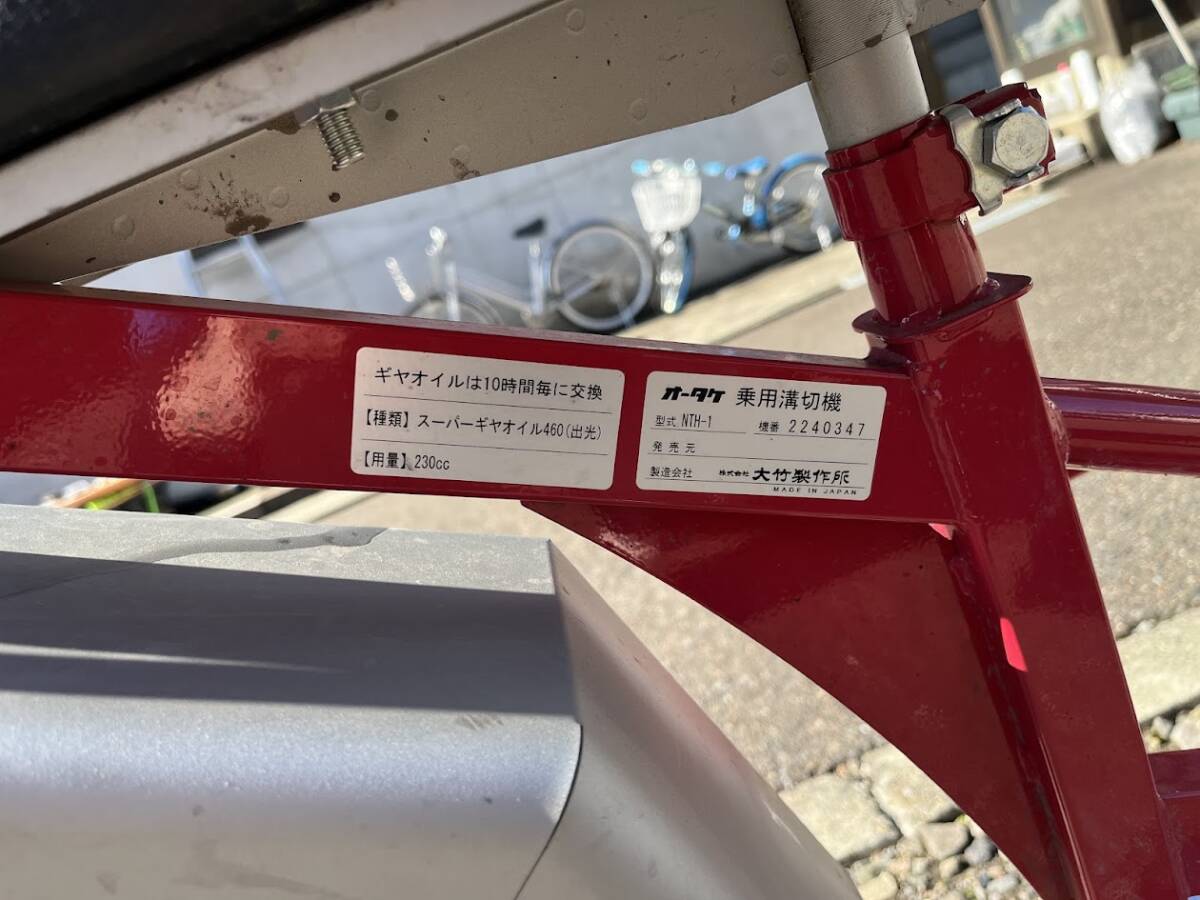 ギヤオイルは10時間毎に交換
【種類】スーパーギヤオイル460(出光)
【用量】230cc
オータケ 乗用溝切機
型式 NTH-1 機番 2240347
発売元
製造会社 株式会社 大竹製作所
MADE IN JAPAN